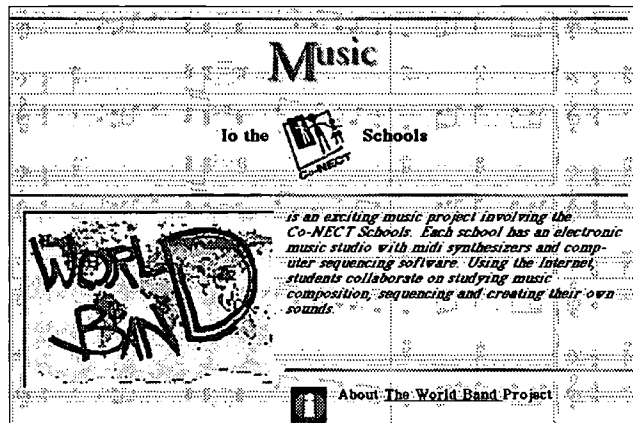 Music
Io the Co-NECT Schools
WORLD
BAND
is an exciting music project involving the
Co-NECT Schools. Each school has an electronic
music studio with midi synthesizers and comp-
uter sequencing software. Using the Internet,
students collaborate on studying music
composition, sequencing and creating their own
sounds.
i About The World Band Project